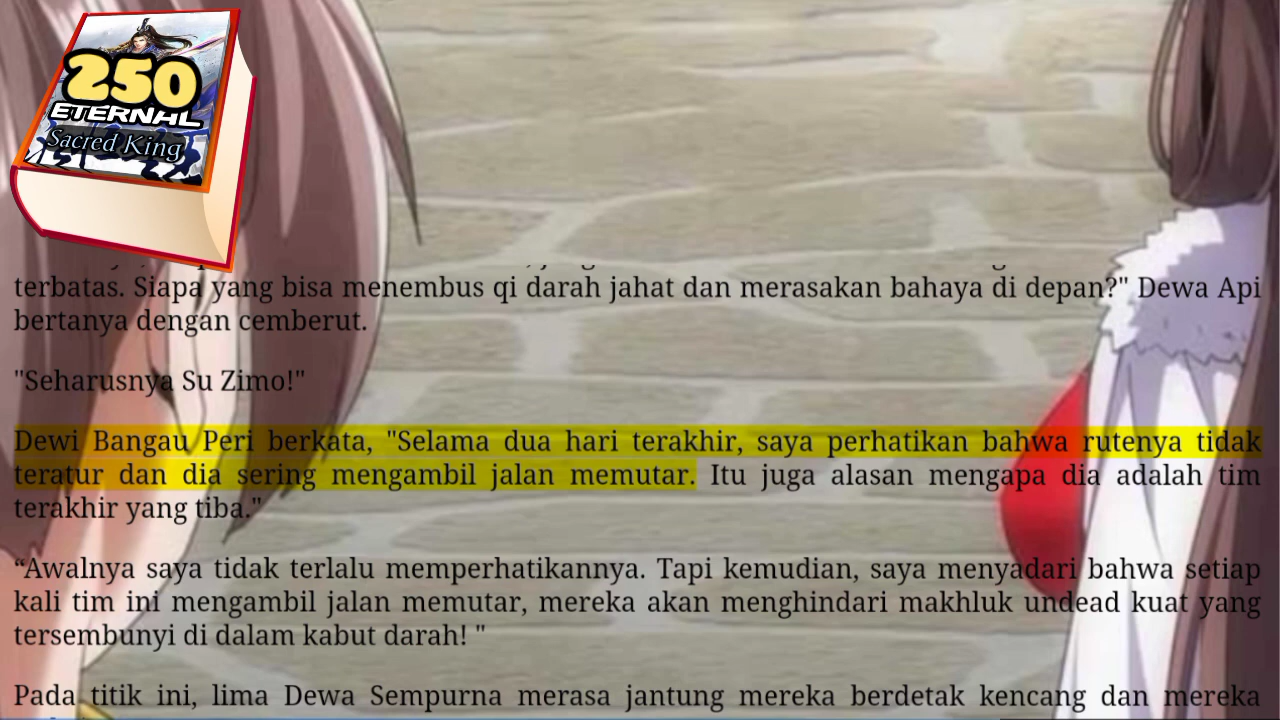 250
ETERNAL
Sacred King
terbatas. Siapa yang bisa menembus qi darah jahat dan merasakan bahaya di depan?" Dewa Api
bertanya dengan cemberut.
"Seharusnya Su Zimo!"
Dewi Bangau Peri berkata, "Selama dua hari terakhir, saya perhatikan bahwa rutenya tidak
teratur dan dia sering mengambil jalan memutar. Itu juga alasan mengapa dia adalah tim
terakhir yang tiba."
“Awalnya saya tidak terlalu memperhatikannya. Tapi kemudian, saya menyadari bahwa setiap
kali tim ini mengambil jalan memutar, mereka akan menghindari makhluk undead kuat yang
tersembunyi di dalam kabut darah! "
Pada titik ini, lima Dewa Sempurna merasa jantung mereka berdetak kencang dan mereka